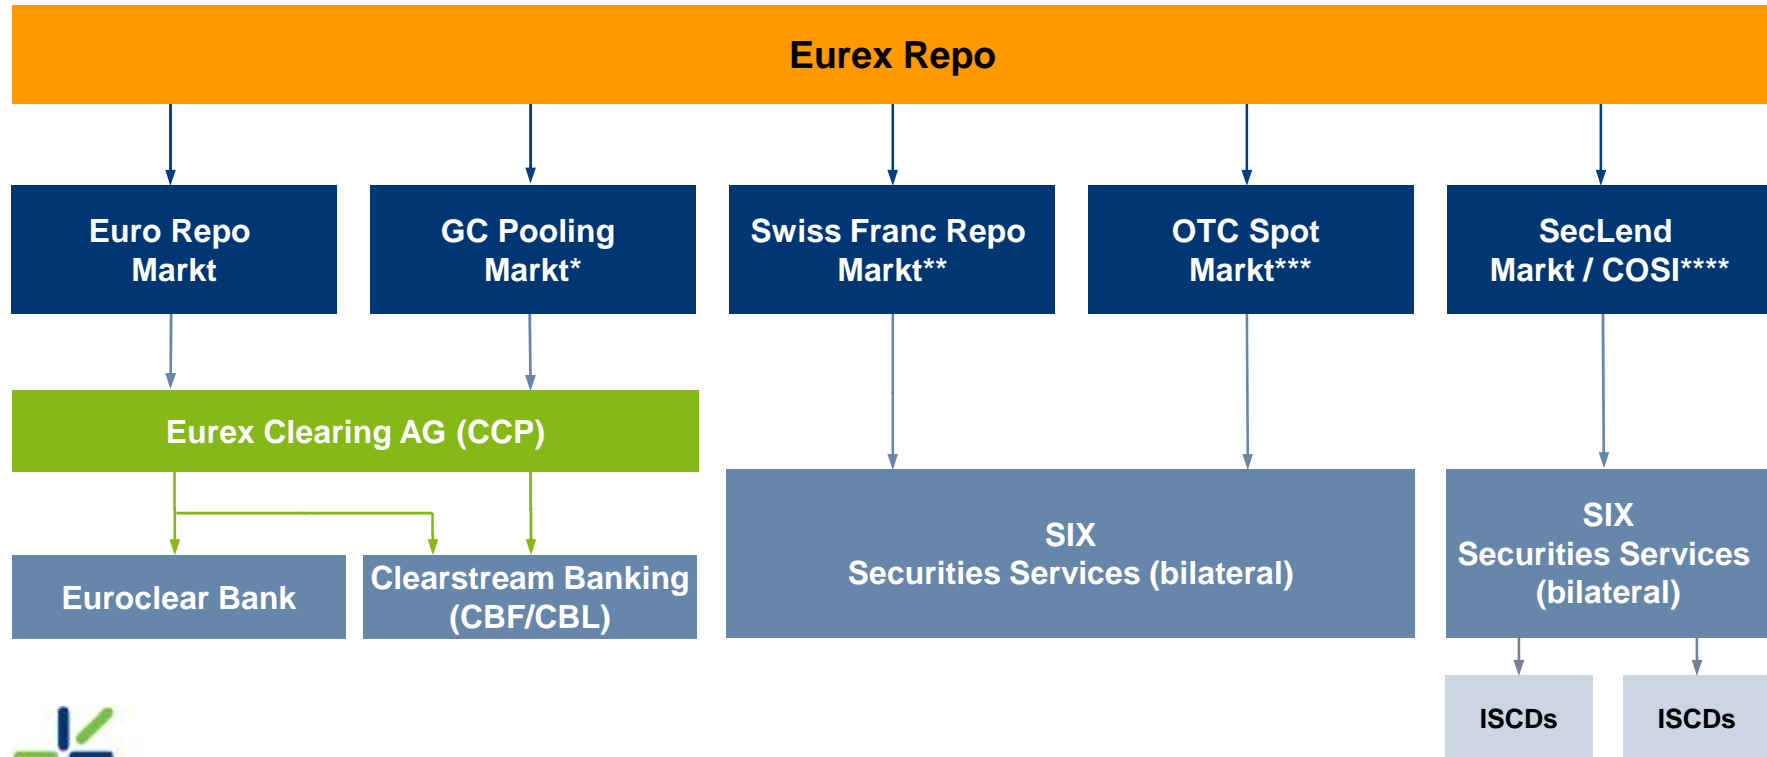 Eurex Repo
Euro Repo
Markt
GC Pooling
Markt*
Swiss Franc Repo
Markt**
OTC Spot
Markt***
SecLend
Markt / COSI****
Eurex Clearing AG (CCP)
Euroclear Bank
Clearstream Banking
(CBF/CBL)
SIX
Securities Services (bilateral)
SIX
Securities Services
(bilateral)
ISCDs
ISCDs